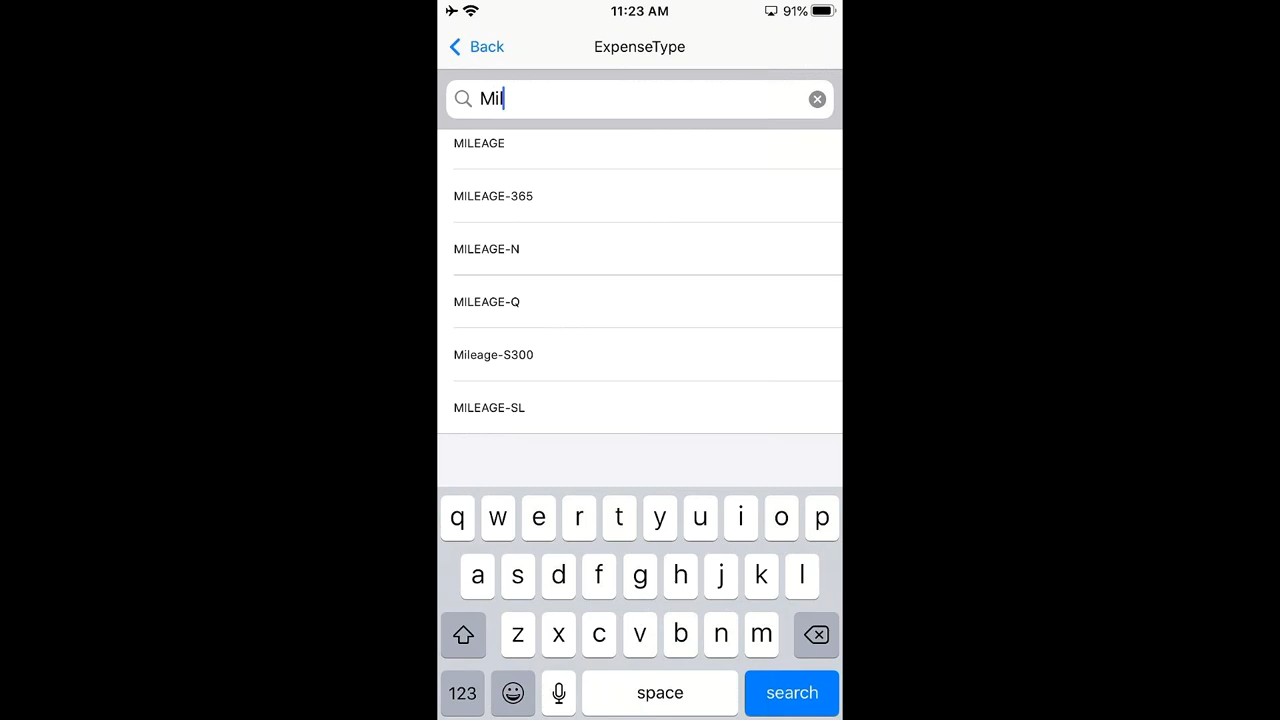 11:23 AM
91%
Back
ExpenseType
Mil
MILEAGE
MILEAGE-365
MILEAGE-N
MILEAGE-Q
Mileage-S300
MILEAGE-SL
q w e r t y u i o p
a s d f g h j k l
z x c v b n m
123 space search